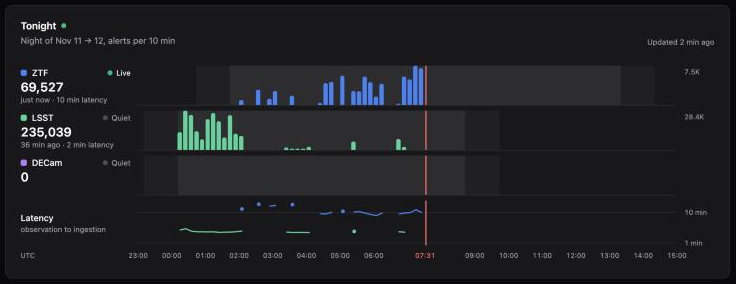 Tonight
Night of Nov 11 → 12, alerts per 10 min
Updated 2 min ago
ZTF Live
69,527
just now · 10 min latency
7.5K
LSST Quiet
235,039
36 min ago · 2 min latency
28.4K
DECam Quiet
0
Latency
observation to ingestion
10 min
1 min
UTC 23:00 00:00 01:00 02:00 03:00 04:00 05:00 06:00 07:31 09:00 10:00 11:00 12:00 13:00 14:00 15:00